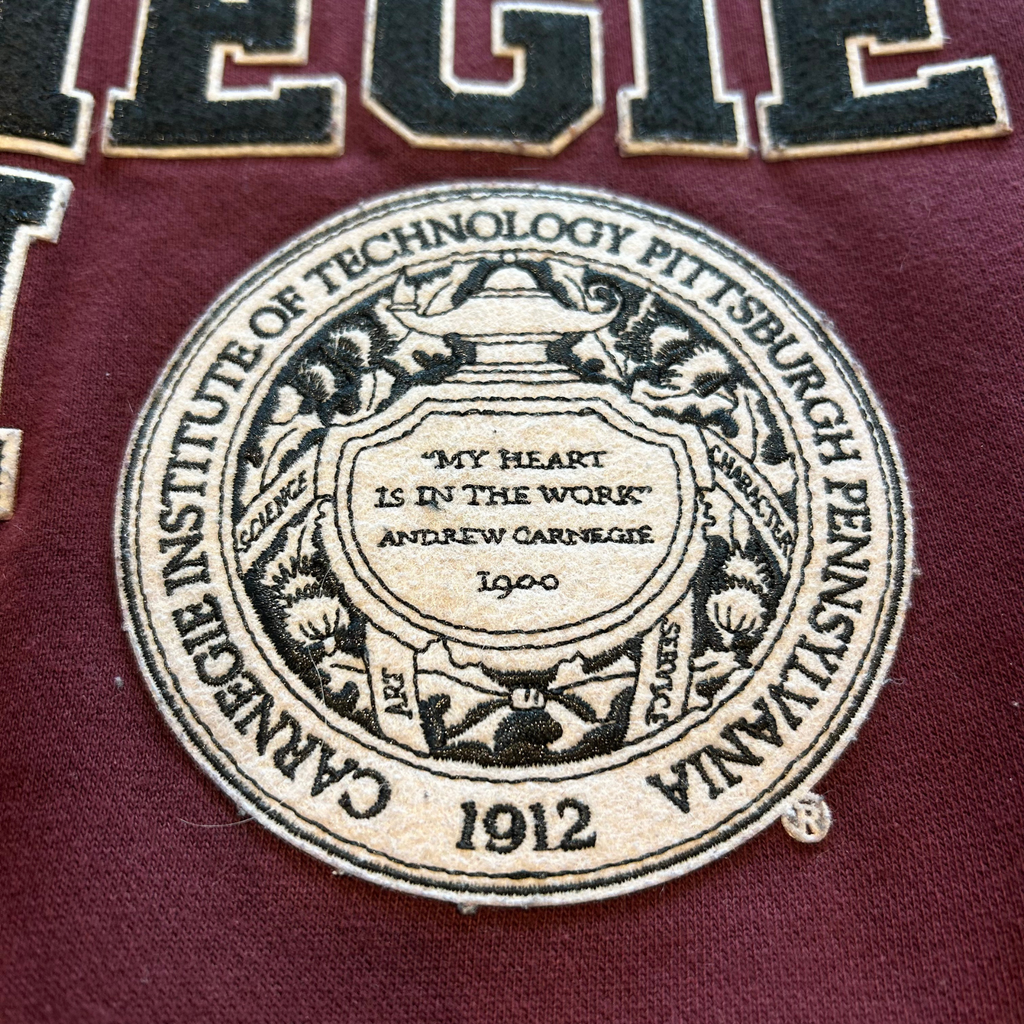 EGIE
CARNEGIE INSTITUTE OF TECHNOLOGY PITTSBURGH PENNSYLVANIA
"MY HEART
IS IN THE WORK"
ANDREW CARNEGIE
1900
SCIENCE
CHARACTER
ART
SERVICE
1912
®